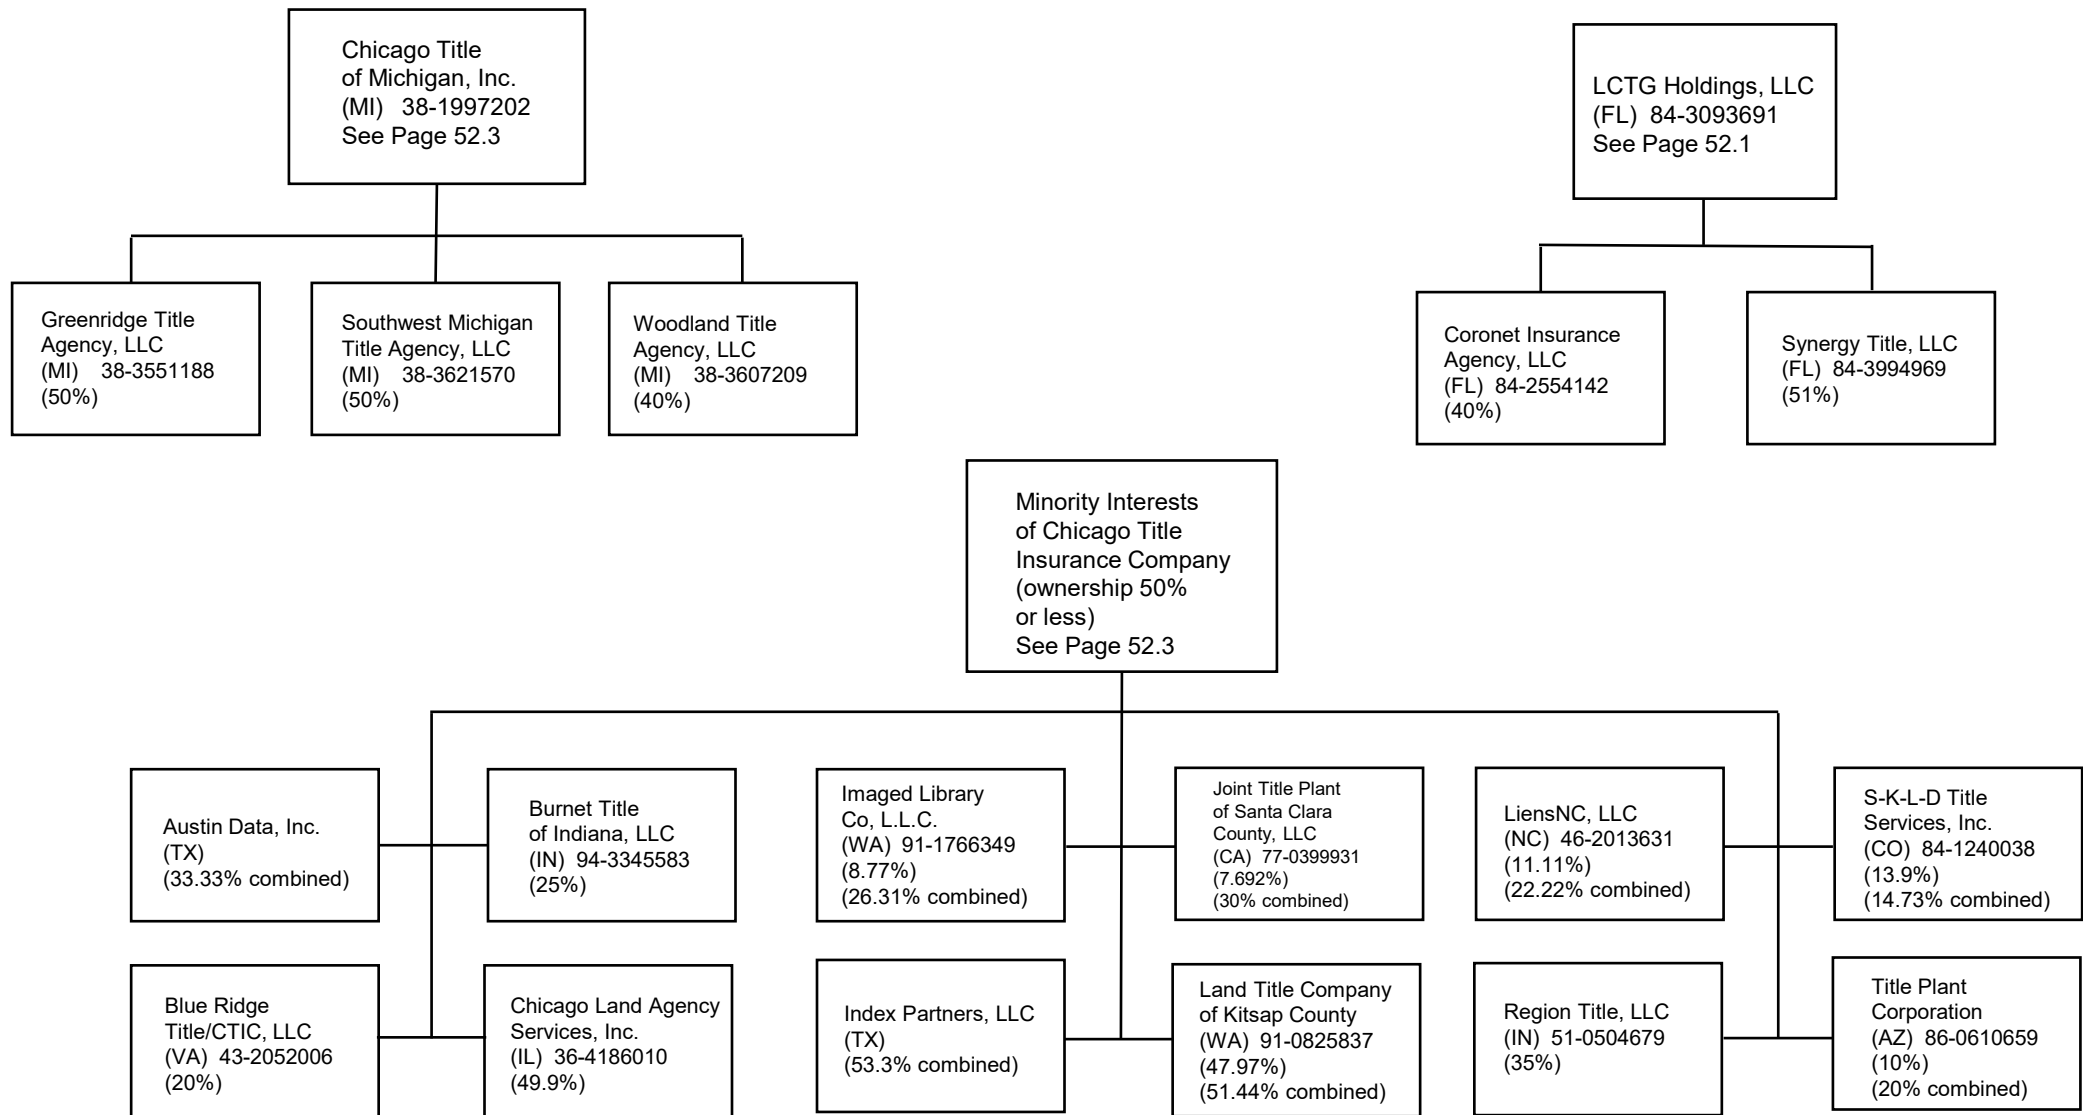 Chicago Title
of Michigan, Inc.
(MI) 38-1997202
See Page 52.3
LCTG Holdings, LLC
(FL) 84-3093691
See Page 52.1
Greenridge Title
Agency, LLC
(MI) 38-3551188
(50%)
Southwest Michigan
Title Agency, LLC
(MI) 38-3621570
(50%)
Woodland Title
Agency, LLC
(MI) 38-3607209
(40%)
Coronet Insurance
Agency, LLC
(FL) 84-2554142
(40%)
Synergy Title, LLC
(FL) 84-3994969
(51%)
Minority Interests
of Chicago Title
Insurance Company
(ownership 50%
or less)
See Page 52.3
Austin Data, Inc.
(TX)
(33.33% combined)
Burnet Title
of Indiana, LLC
(IN) 94-3345583
(25%)
Imaged Library
Co, L.L.C.
(WA) 91-1766349
(8.77%)
(26.31% combined)
Joint Title Plant
of Santa Clara
County, LLC
(CA) 77-0399931
(7.692%)
(30% combined)
LiensNC, LLC
(NC) 46-2013631
(11.11%)
(22.22% combined)
S-K-L-D Title
Services, Inc.
(CO) 84-1240038
(13.9%)
(14.73% combined)
Blue Ridge
Title/CTIC, LLC
(VA) 43-2052006
(20%)
Chicago Land Agency
Services, Inc.
(IL) 36-4186010
(49.9%)
Index Partners, LLC
(TX)
(53.3% combined)
Land Title Company
of Kitsap County
(WA) 91-0825837
(47.97%)
(51.44% combined)
Region Title, LLC
(IN) 51-0504679
(35%)
Title Plant
Corporation
(AZ) 86-0610659
(10%)
(20% combined)